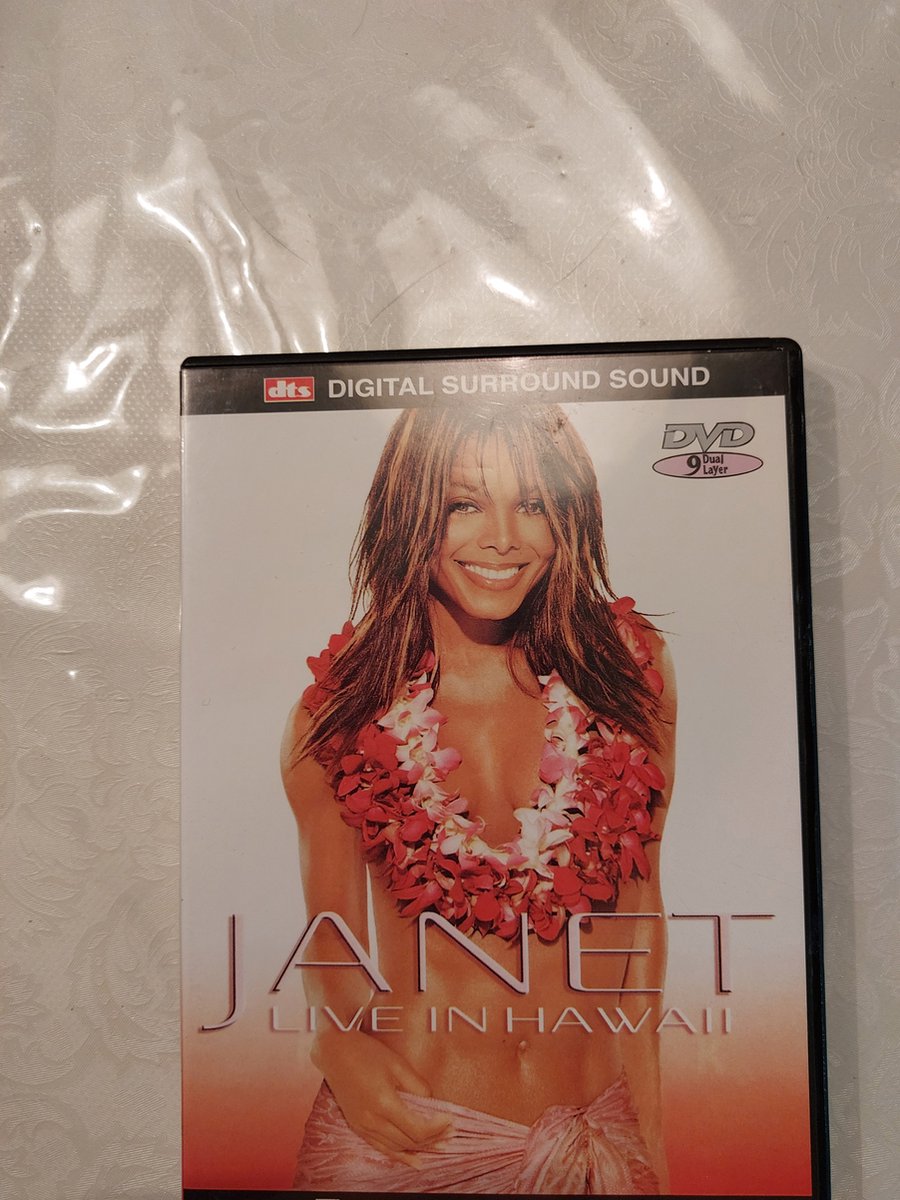 dts DIGITAL SURROUND SOUND
DVD
9 Dual Layer
JANET
LIVE IN HAWAII